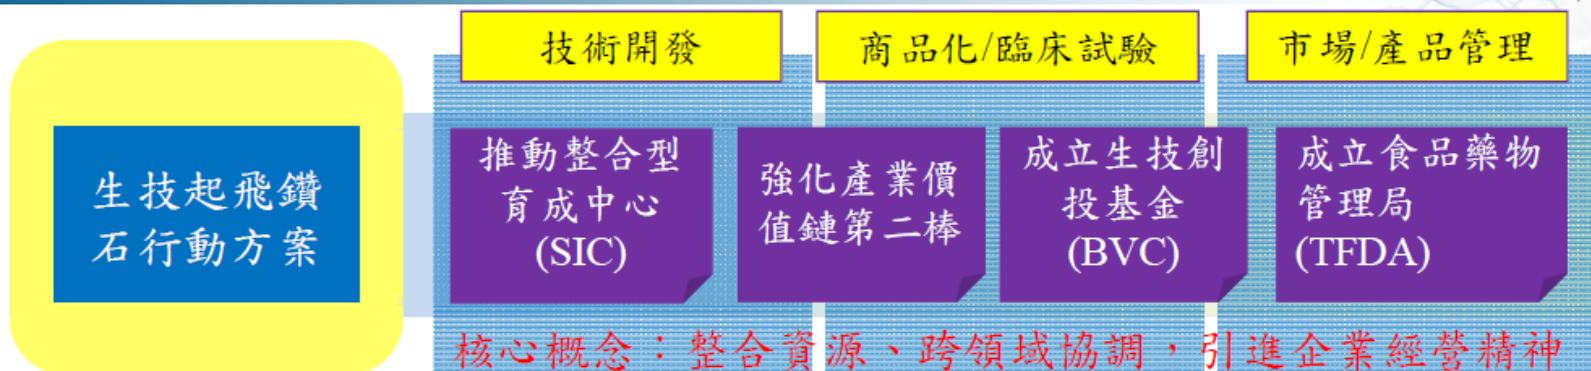 技術開發
商品化/臨床試驗
市場/產品管理
生技起飛鑽
石行動方案
推動整合型
育成中心
(SIC)
強化產業價
值鏈第二棒
成立生技創
投基金
(BVC)
成立食品藥物
管理局
(TFDA)
核心概念：整合資源、跨領域協調，引進企業經營精神